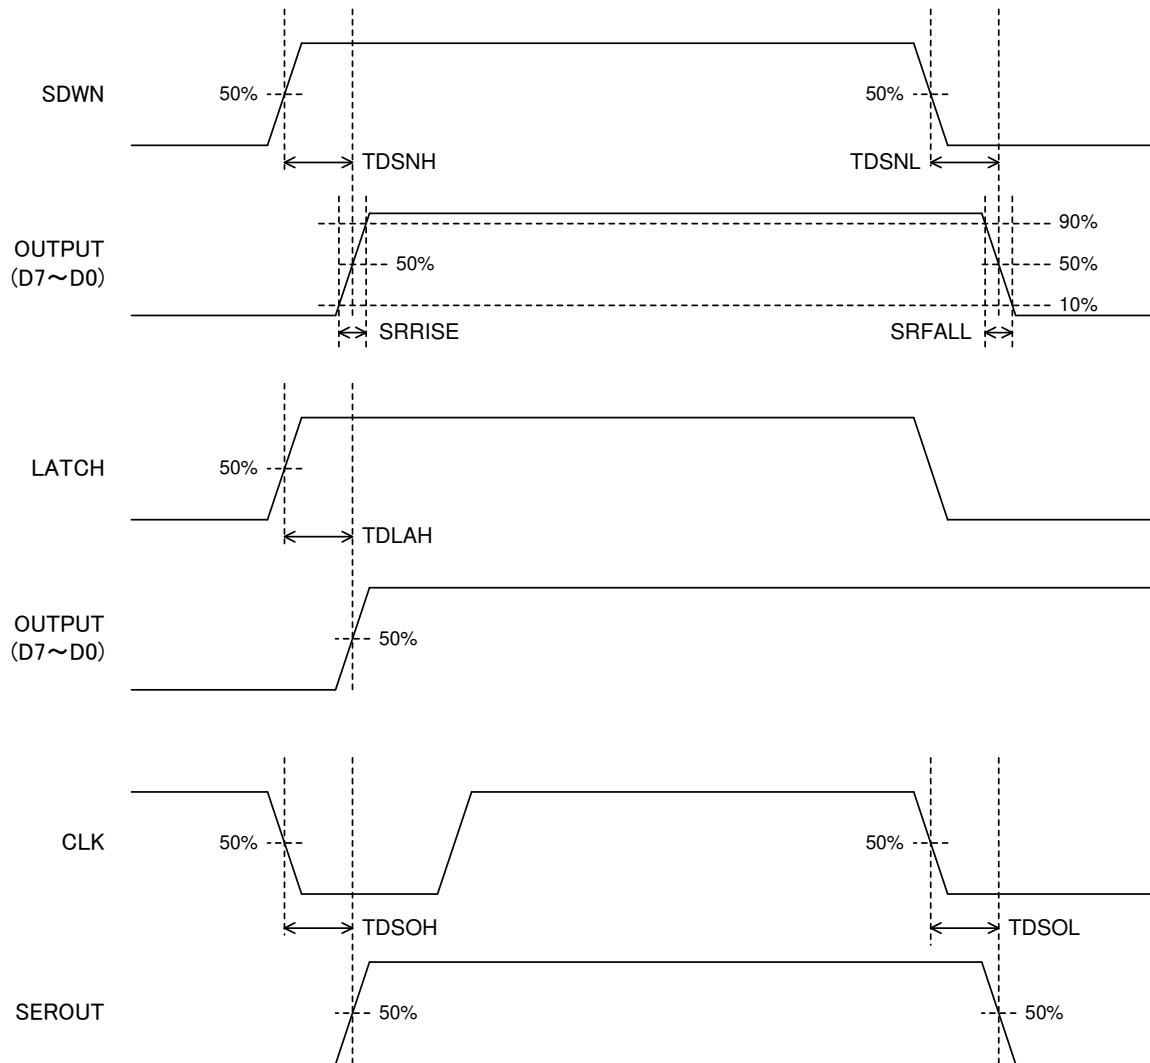 SDWN
50%
50%
TDSNH
TDSNL
90%
OUTPUT
(D7～D0)
50%
50%
10%
SRRISE
SRFALL
LATCH
50%
TDLAH
OUTPUT
(D7～D0)
50%
CLK
50%
50%
TDSOH
TDSOL
SEROUT
50%
50%